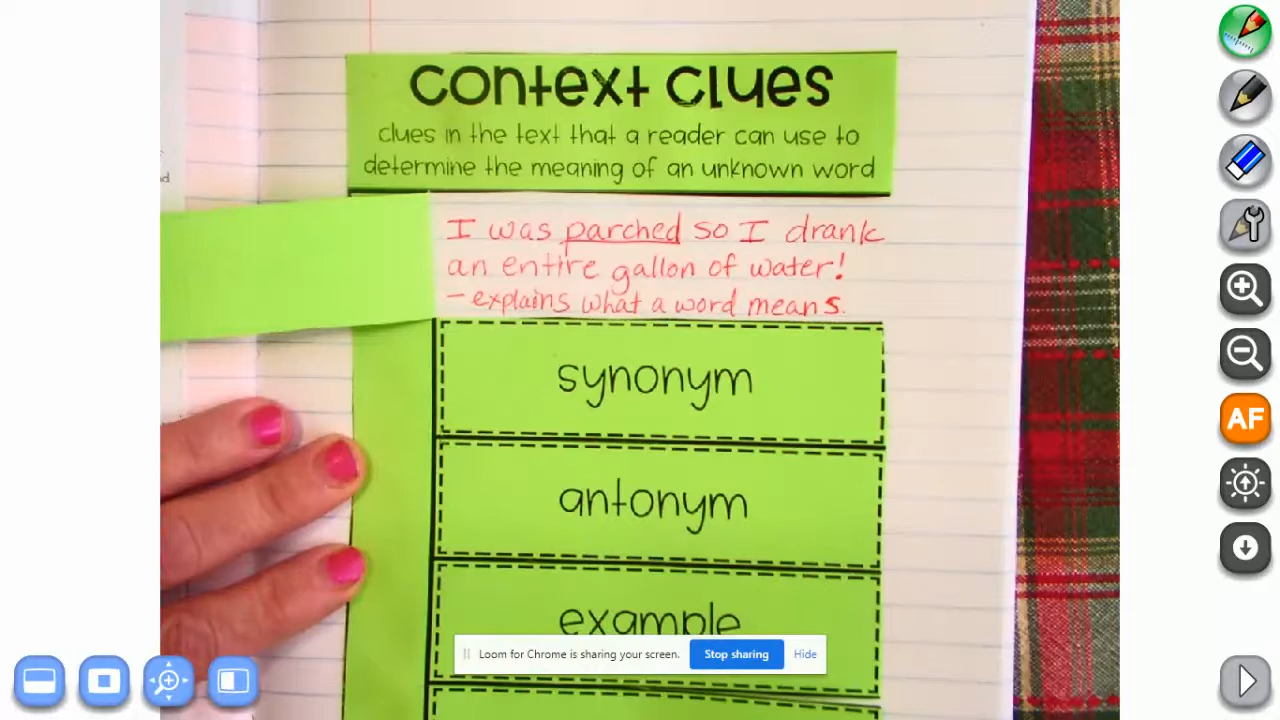 context clues
clues in the text that a reader can use to
determine the meaning of an unknown word
I was parched so I drank
an entire gallon of water!
- explains what a word means.
synonym
antonym
example
Loom for Chrome is sharing your screen. Stop sharing Hide
AF